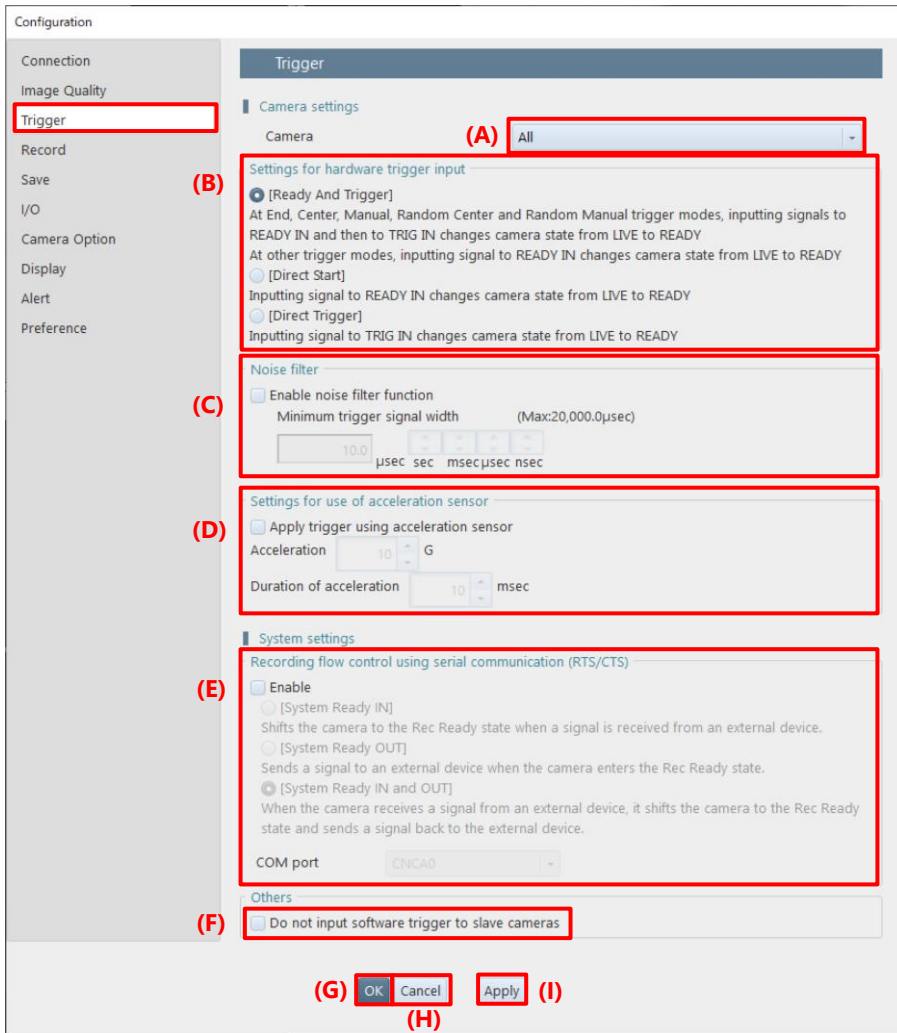 Configuration
Connection
Image Quality
Trigger
Record
Save
I/O
Camera Option
Display
Alert
Preference
Trigger
Camera settings
Camera
(A)
All
(B)
Settings for hardware trigger input
[Ready And Trigger]
At End, Center, Manual, Random Center and Random Manual trigger modes, inputting signals to
READY IN and then to TRIG IN changes camera state from LIVE to READY
At other trigger modes, inputting signal to READY IN changes camera state from LIVE to READY
[Direct Start]
Inputting signal to READY IN changes camera state from LIVE to READY
[Direct Trigger]
Inputting signal to TRIG IN changes camera state from LIVE to READY
Noise filter
(C)
Enable noise filter function
Minimum trigger signal width (Max:20,000.0μsec)
10.0 μsec sec msec μsec nsec
Settings for use of acceleration sensor
(D)
Apply trigger using acceleration sensor
Acceleration 10 G
Duration of acceleration 10 msec
System settings
Recording flow control using serial communication (RTS/CTS)
(E)
Enable
[System Ready IN]
Shifts the camera to the Rec Ready state when a signal is received from an external device.
[System Ready OUT]
Sends a signal to an external device when the camera enters the Rec Ready state.
[System Ready IN and OUT]
When the camera receives a signal from an external device, it shifts the camera to the Rec Ready
state and sends a signal back to the external device.
COM port CNCA0
Others
(F)
Do not input software trigger to slave cameras
(G) OK Cancel Apply (I)
(H)